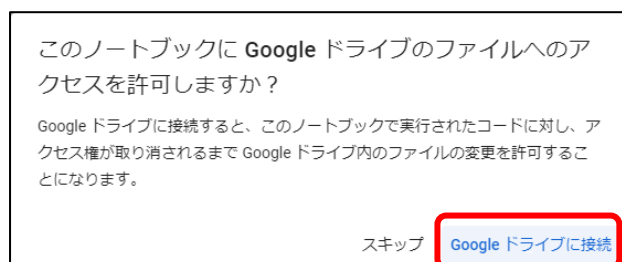 このノートブックに Google ドライブのファイルへのア
クセスを許可しますか？
Google ドライブに接続すると、このノートブックで実行されたコードに対し、ア
クセス権が取り消されるまで Google ドライブ内のファイルの変更を許可するこ
とになります。
スキップ Google ドライブに接続